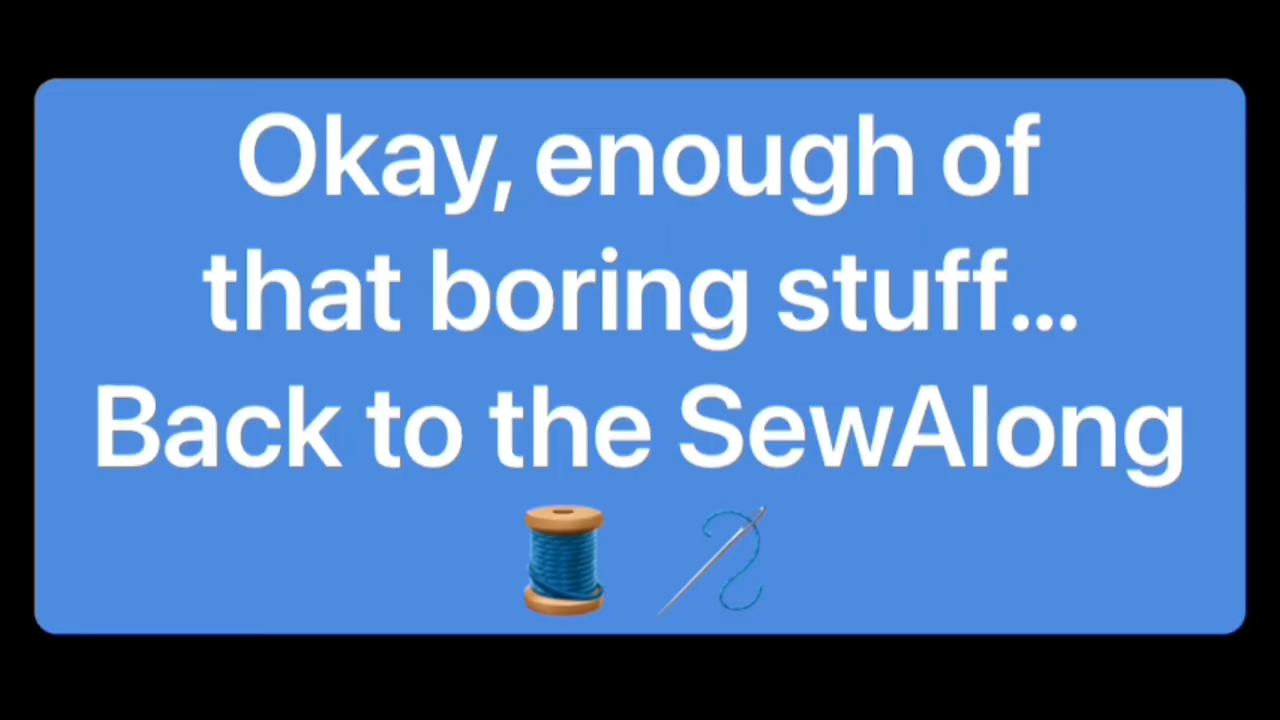 Okay, enough of
that boring stuff...
Back to the SewAlong
🧵 🪡